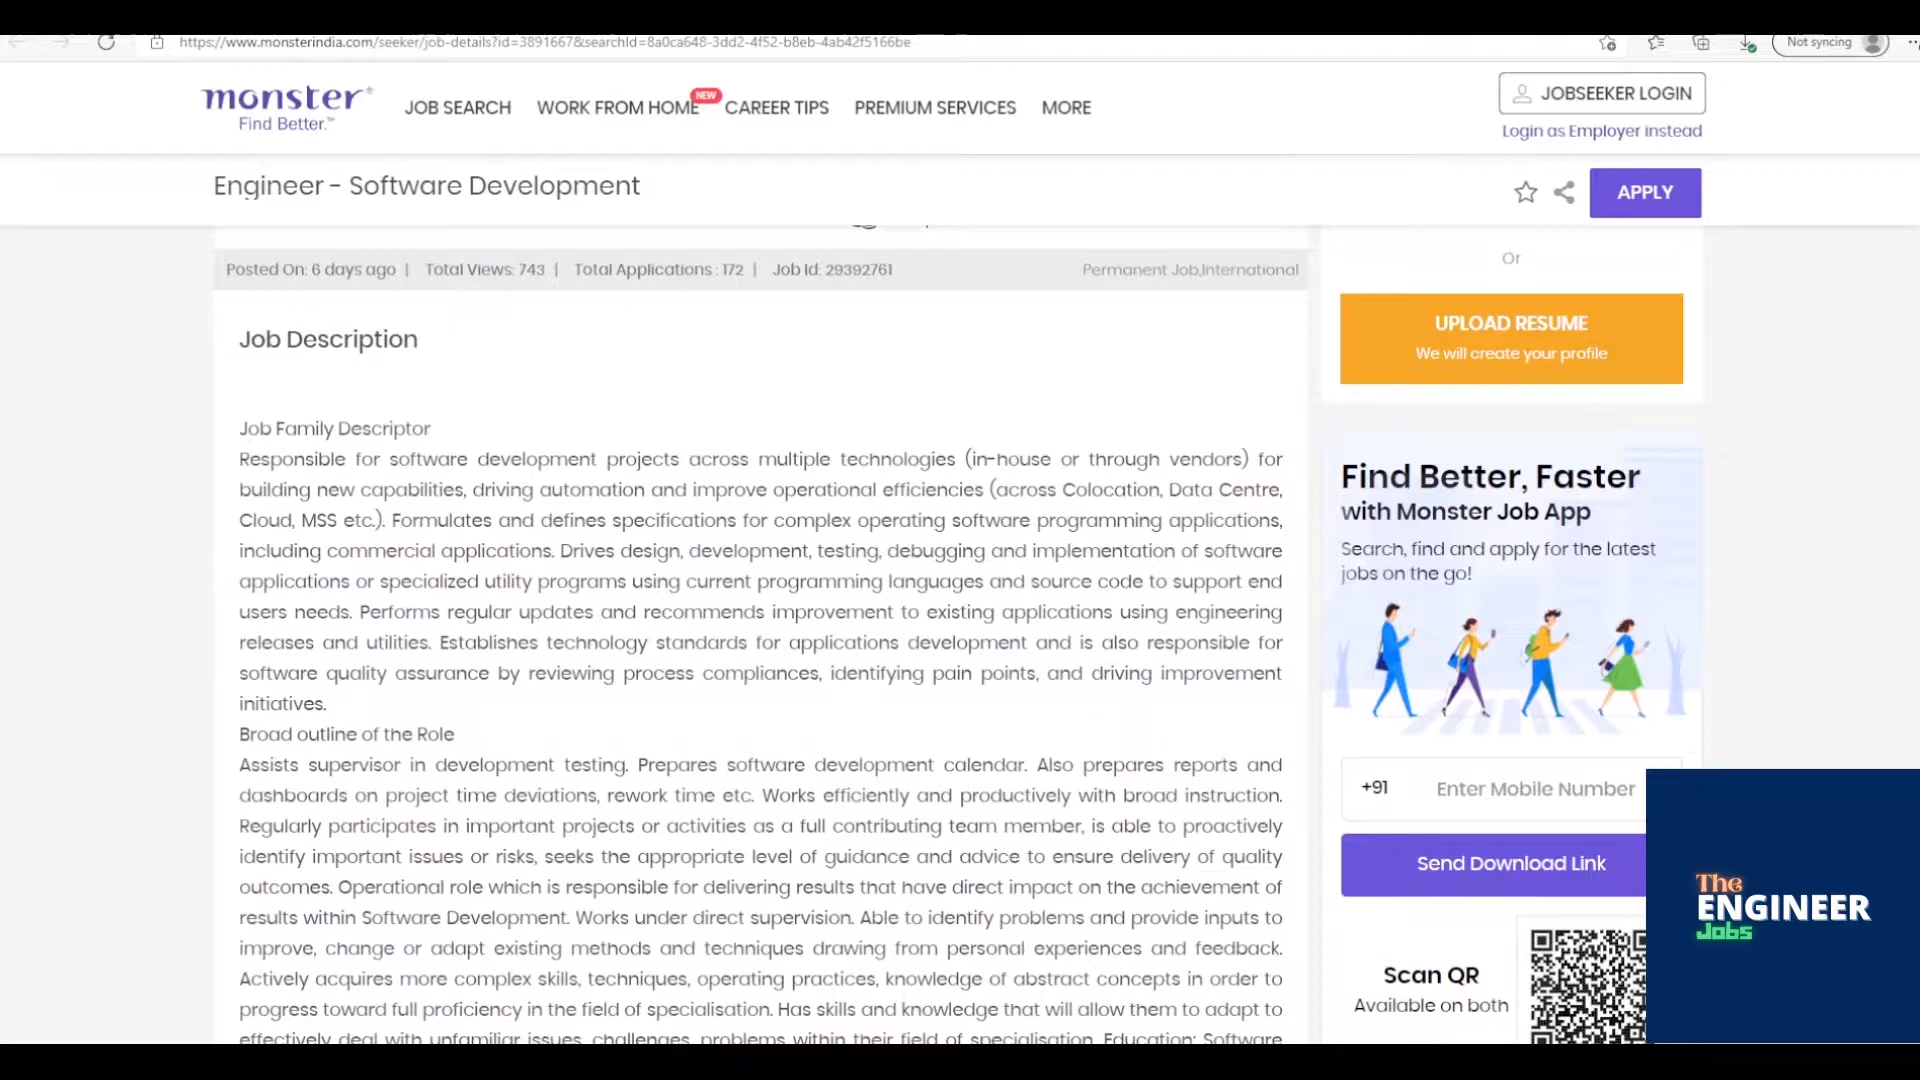 https://www.monsterindia.com/seeker/job-details?id=3891667&searchId=8a0ca648-3dd2-4f52-b8eb-4ab42f5166be
Not syncing
monster
Find Better.™
JOB SEARCH
WORK FROM HOME
NEW
CAREER TIPS
PREMIUM SERVICES
MORE
JOBSEEKER LOGIN
Login as Employer instead
Engineer - Software Development
APPLY
Posted On: 6 days ago | Total Views: 743 | Total Applications : 172 | Job Id: 29392761
Permanent Job,International
Job Description
Job Family Descriptor
Responsible for software development projects across multiple technologies (in-house or through vendors) for
building new capabilities, driving automation and improve operational efficiencies (across Colocation, Data Centre,
Cloud, MSS etc.). Formulates and defines specifications for complex operating software programming applications,
including commercial applications. Drives design, development, testing, debugging and implementation of software
applications or specialized utility programs using current programming languages and source code to support end
users needs. Performs regular updates and recommends improvement to existing applications using engineering
releases and utilities. Establishes technology standards for applications development and is also responsible for
software quality assurance by reviewing process compliances, identifying pain points, and driving improvement
initiatives.
Broad outline of the Role
Assists supervisor in development testing. Prepares software development calendar. Also prepares reports and
dashboards on project time deviations, rework time etc. Works efficiently and productively with broad instruction.
Regularly participates in important projects or activities as a full contributing team member, is able to proactively
identify important issues or risks, seeks the appropriate level of guidance and advice to ensure delivery of quality
outcomes. Operational role which is responsible for delivering results that have direct impact on the achievement of
results within Software Development. Works under direct supervision. Able to identify problems and provide inputs to
improve, change or adapt existing methods and techniques drawing from personal experiences and feedback.
Actively acquires more complex skills, techniques, operating practices, knowledge of abstract concepts in order to
progress toward full proficiency in the field of specialisation. Has skills and knowledge that will allow them to adapt to
effectively deal with unfamiliar issues, challenges, problems within their field of specialisation. Education: Software
Or
UPLOAD RESUME
We will create your profile
Find Better, Faster
with Monster Job App
Search, find and apply for the latest
jobs on the go!
+91
Enter Mobile Number
Send Download Link
Scan QR
Available on both
The
ENGINEER
Jobs